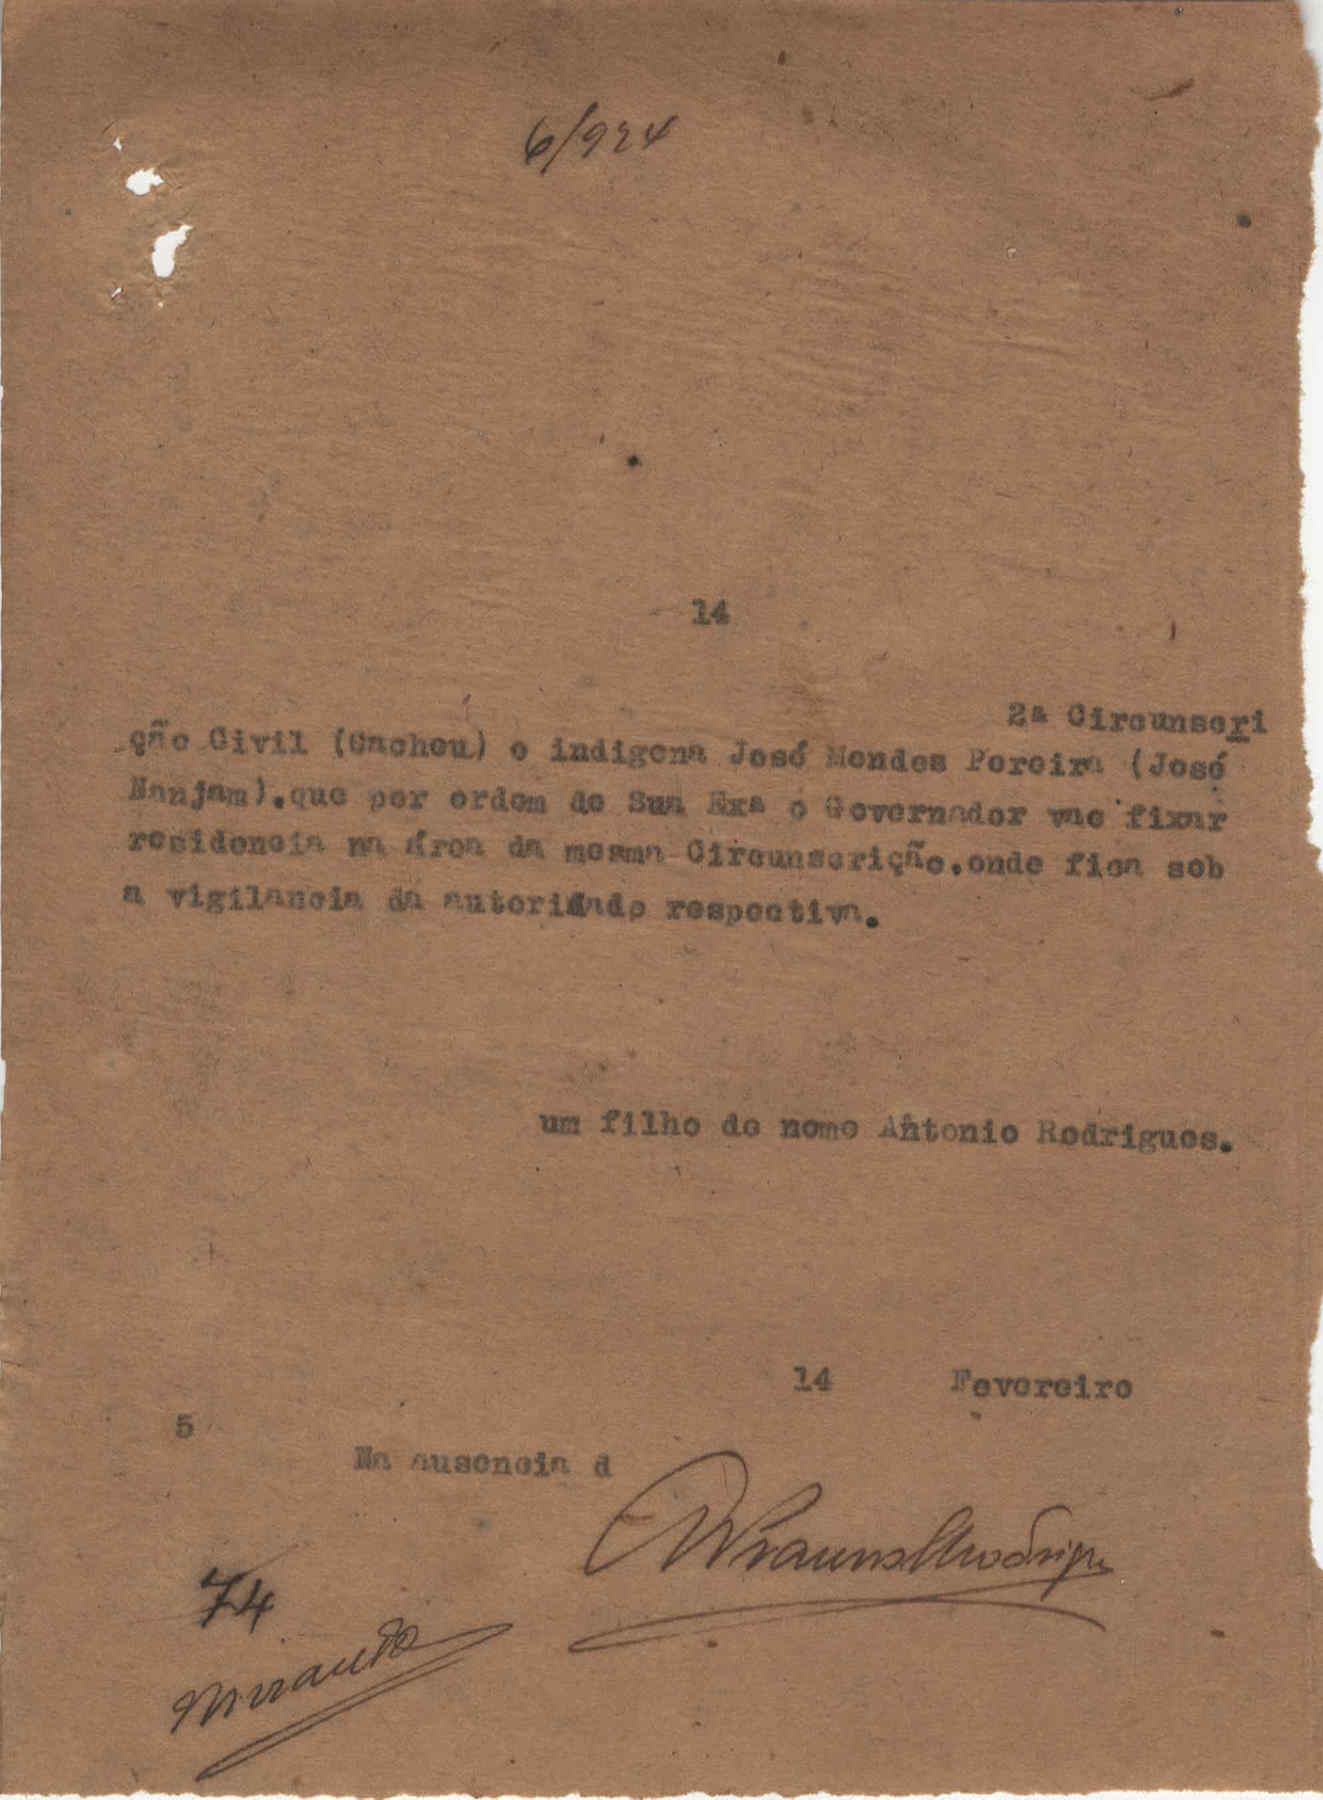 6/924
14
2ª Circunscri
ção Civil (Cacheu) o indigena José Mendes Pereira (José
Nanjam).que por ordem de Sua Exª o Governador vae fixar
residencia na área da mesma Circunscrição.onde fica sob
a vigilancia da autoridade respectiva.
um filho de nome Antonio Rodrigues.
14 Fevereiro
5
Na ausencia d
74